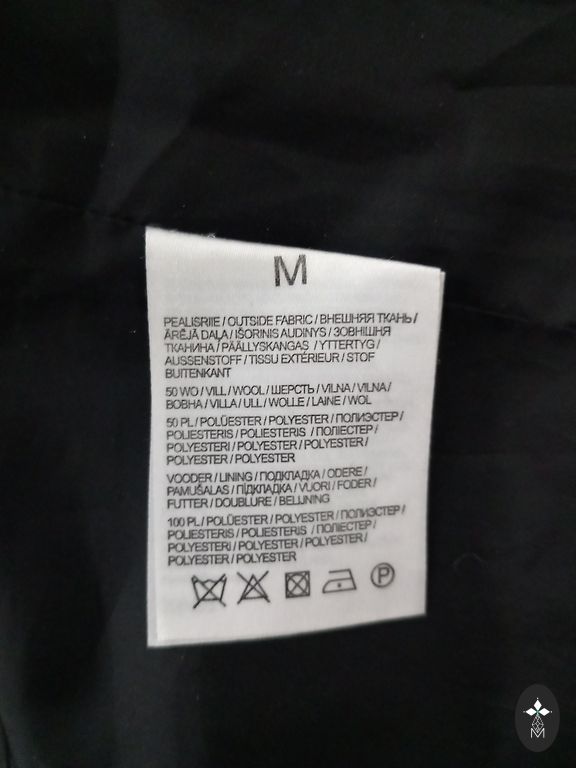 M
PEALISRIIE / OUTSIDE FABRIC / ВНЕШНЯЯ ТКАНЬ /
ĀRĒJĀ DAĻA / IŠORINIS AUDINYS / ЗОВНІШНЯ
ТКАНИНА / PÄÄLLYSKANGAS / YTTERTYG /
AUSSENSTOFF / TISSU EXTÉRIEUR / STOF
BUITENKANT
50 WO / VILL / WOOL / ШЕРСТЬ / VILNA / VILNA /
ВОВНА / VILLA / ULL / WOLLE / LAINE / WOL
50 PL / POLÜESTER / POLYESTER / ПОЛИЭСТЕР /
POLIESTERIS / POLIESTERIS / ПОЛІЕСТЕР /
POLYESTERI / POLYESTER / POLYESTER /
POLYESTER / POLYESTER
VOODER / LINING / ПОДКЛАДКА / ODERE /
PAMUŠALAS / ПІДКЛАДКА / VUORI / FODER /
FUTTER / DOUBLURE / BELIJNING
100 PL / POLÜESTER / POLYESTER / ПОЛИЭСТЕР /
POLIESTERIS / POLIESTERIS / ПОЛІЕСТЕР /
POLYESTERI / POLYESTER / POLYESTER /
POLYESTER / POLYESTER
P
M